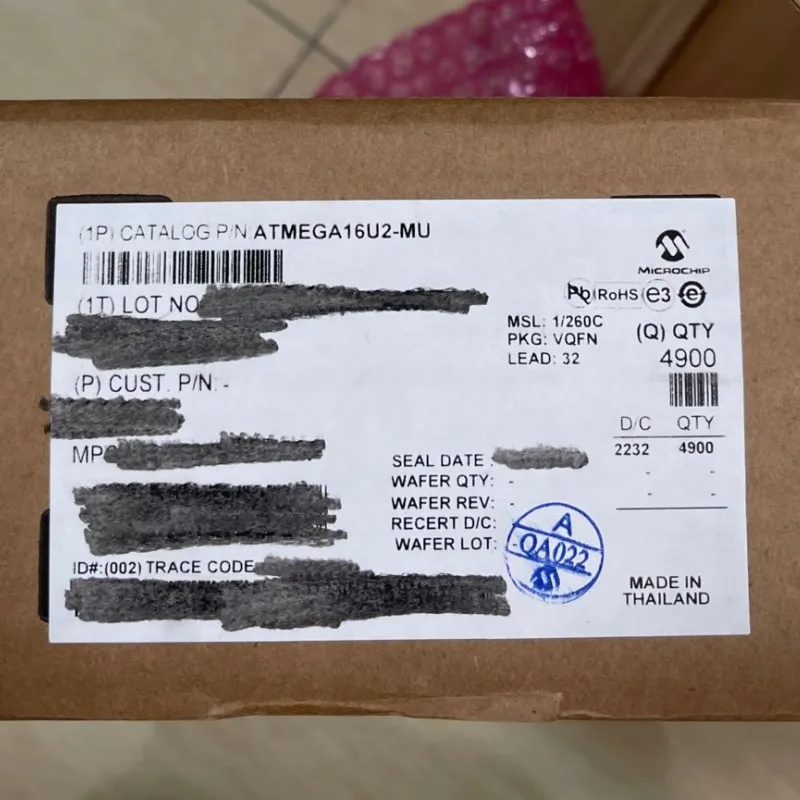 (1P) CATALOG P/N ATMEGA16U2-MU
MICROCHIP
(1T) LOT NO
Pb RoHS e3 e
MSL: 1/260C
PKG: VQFN
LEAD: 32
(Q) QTY
4900
(P) CUST. P/N: -
D/C QTY
2232 4900
- -
- -
SEAL DATE :
WAFER QTY: -
WAFER REV: -
RECERT D/C:
WAFER LOT: -
A
QA022
ID#:(002) TRACE CODE
MADE IN
THAILAND